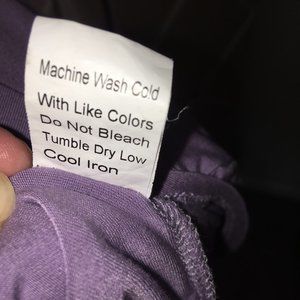 Machine Wash Cold
With Like Colors
Do Not Bleach
Tumble Dry Low
Cool Iron